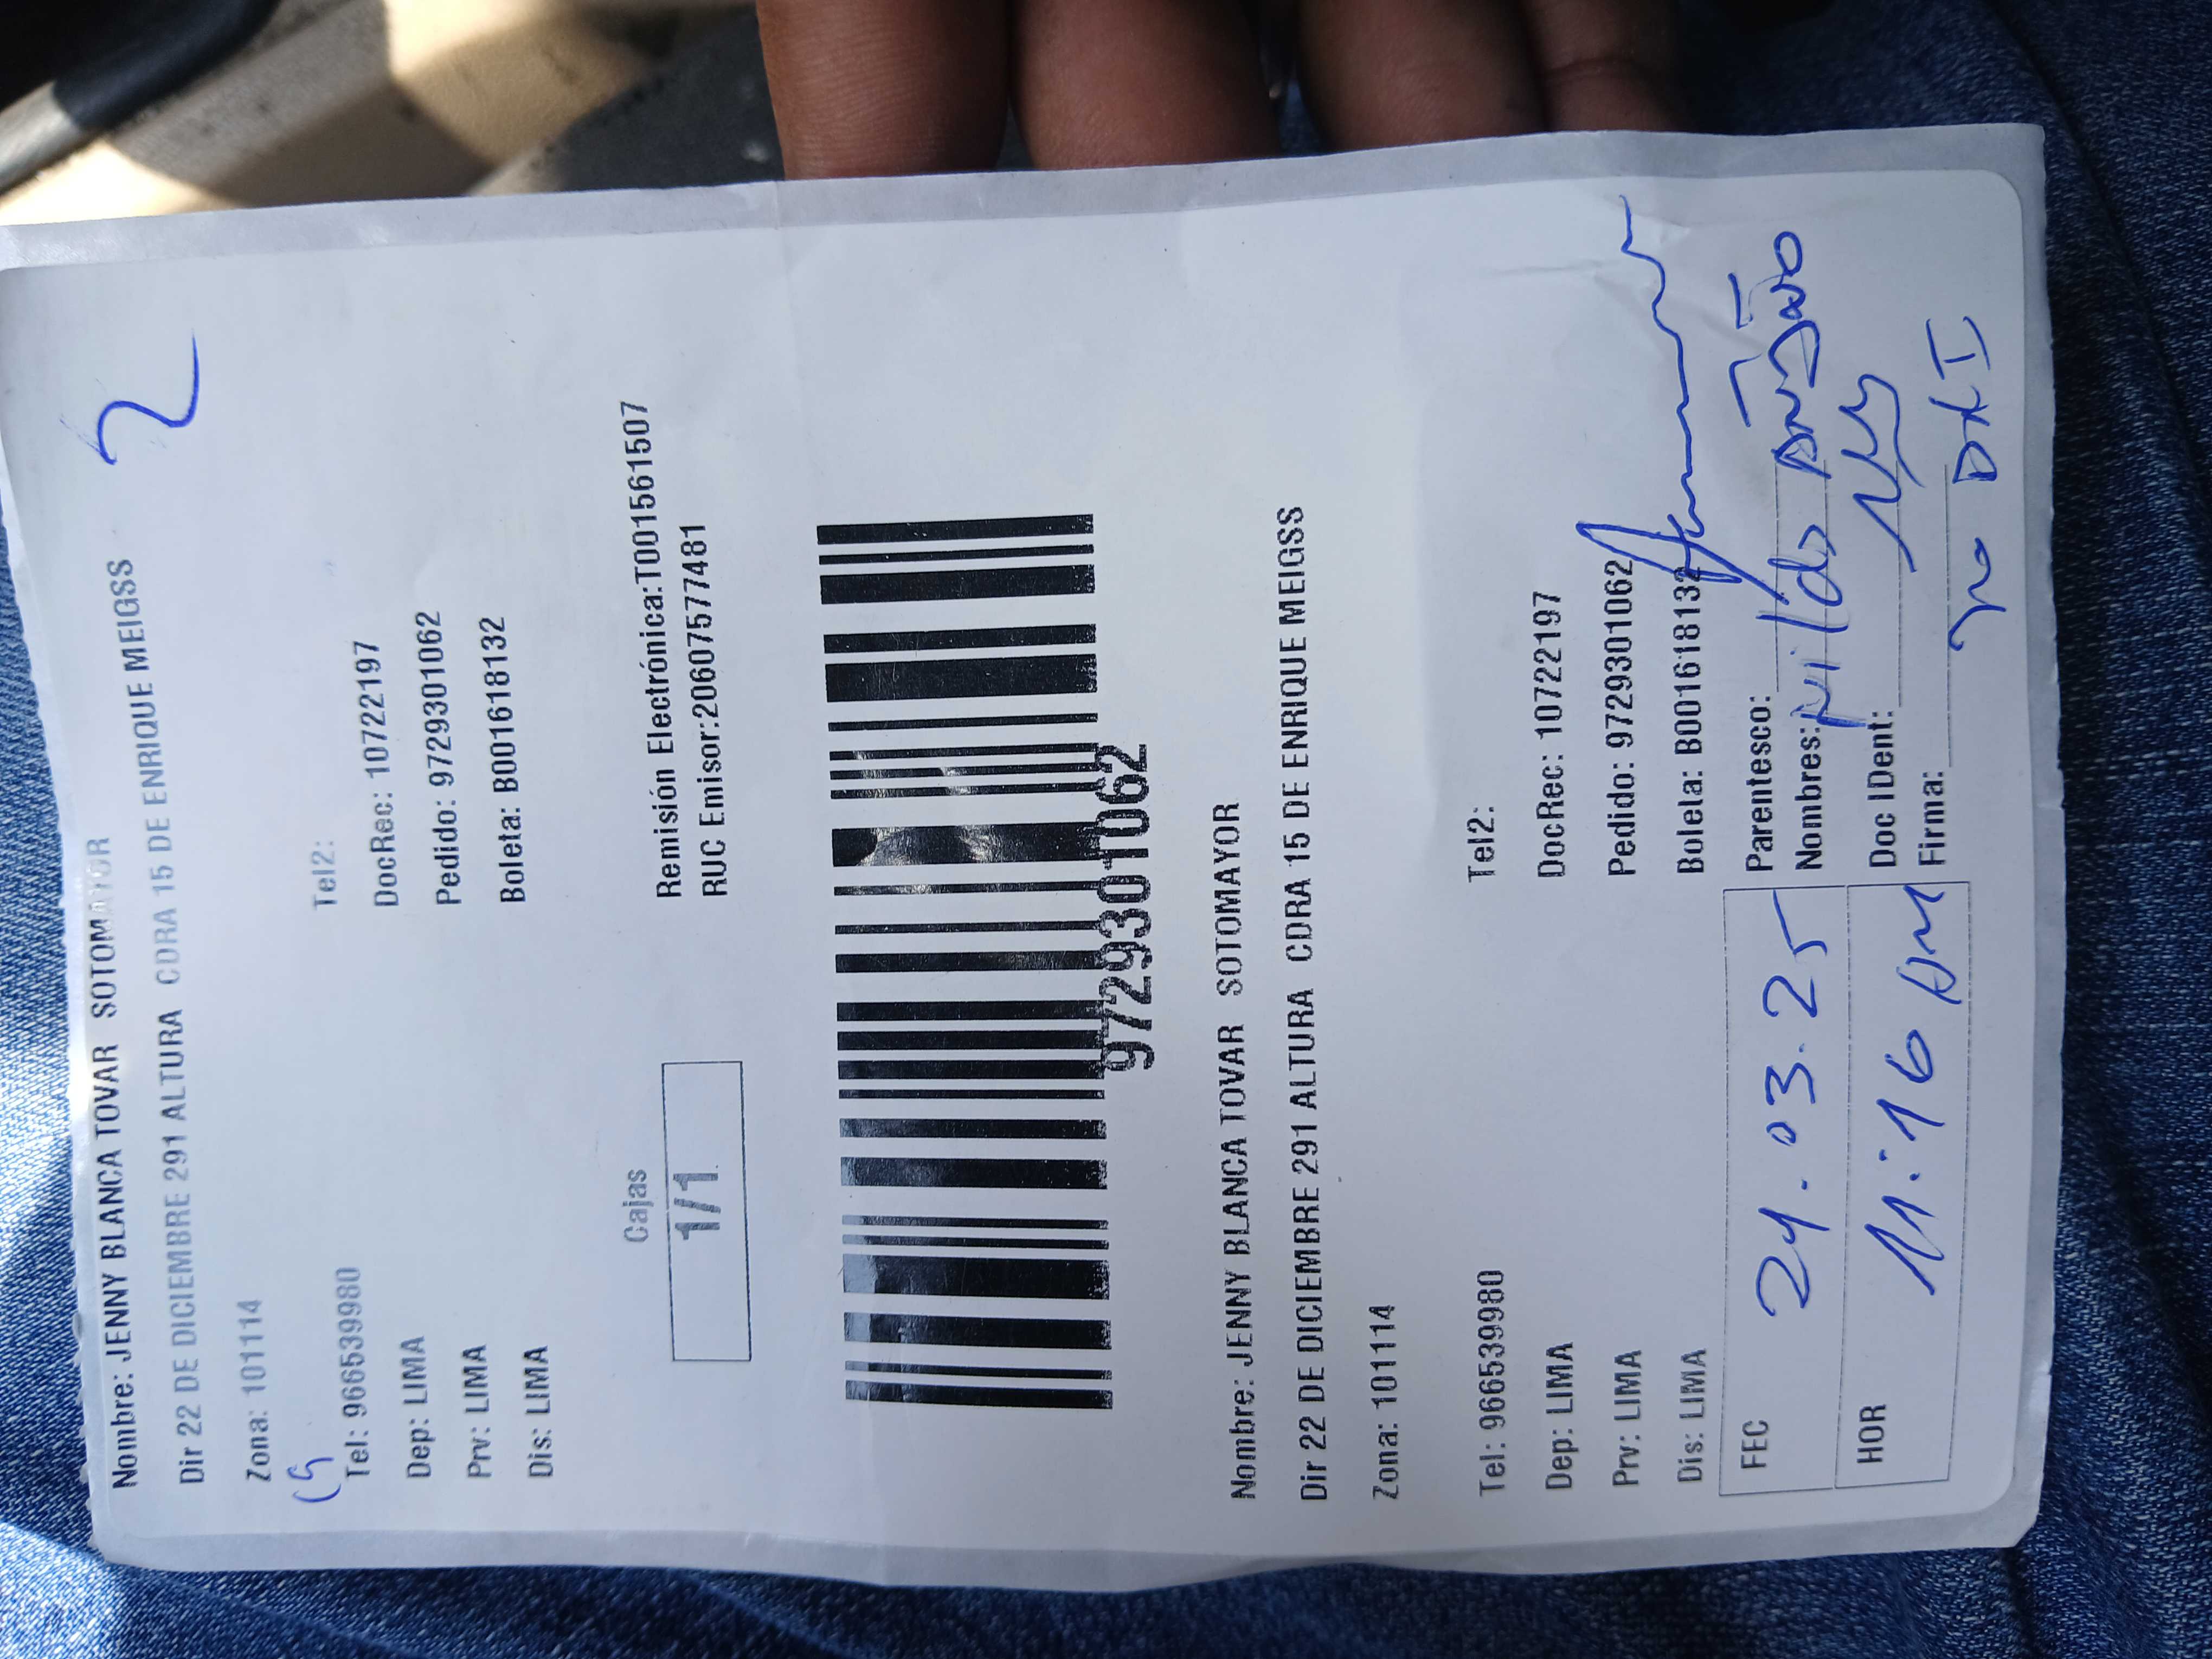 Nombre: JENNY BLANCA TOVAR SOTOMAYOR
2
Dir 22 DE DICIEMBRE 291 ALTURA CDRA 15 DE ENRIQUE MEIGSS
Zona: 101114
Tel: 966539980 Tel2:
Dep: LIMA DocRec: 10722197
Prv: LIMA Pedido: 9729301062
Dis: LIMA Boleta: B001618132
Cajas
1/1
Remisión Electrónica:T001561507
RUC Emisor:20607577481
9729301062
Nombre: JENNY BLANCA TOVAR SOTOMAYOR
Dir 22 DE DICIEMBRE 291 ALTURA CDRA 15 DE ENRIQUE MEIGSS
Zona: 101114
Tel: 966539980 Tel2:
Dep: LIMA DocRec: 10722197
Prv: LIMA Pedido: 9729301062
Dis: LIMA Boleta: B001618132
FEC 24.03.25 Parentesco:
Nombres:
HOR 11:16 AM Doc IDent:
Firma: